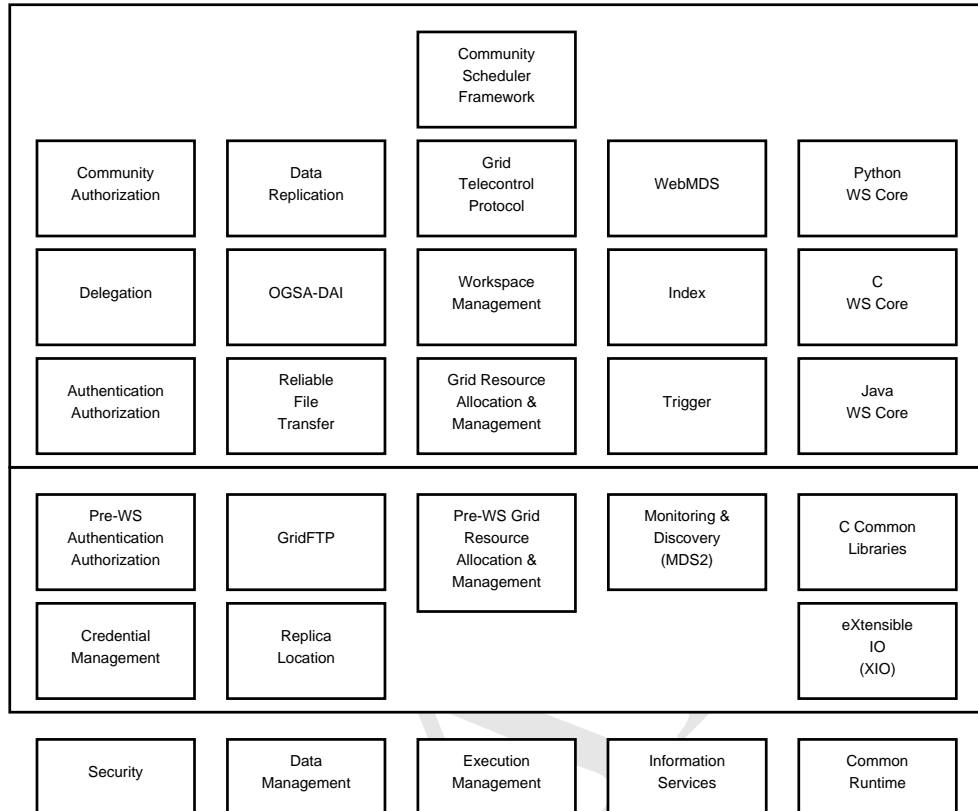 Community
Scheduler
Framework
Community
Authorization
Data
Replication
Grid
Telecontrol
Protocol
WebMDS
Python
WS Core
Delegation
OGSA-DAI
Workspace
Management
Index
C
WS Core
Authentication
Authorization
Reliable
File
Transfer
Grid Resource
Allocation &
Management
Trigger
Java
WS Core
Pre-WS
Authentication
Authorization
GridFTP
Pre-WS Grid
Resource
Allocation &
Management
Monitoring &
Discovery
(MDS2)
C Common
Libraries
Credential
Management
Replica
Location
eXtensible
IO
(XIO)
Security
Data
Management
Execution
Management
Information
Services
Common
Runtime